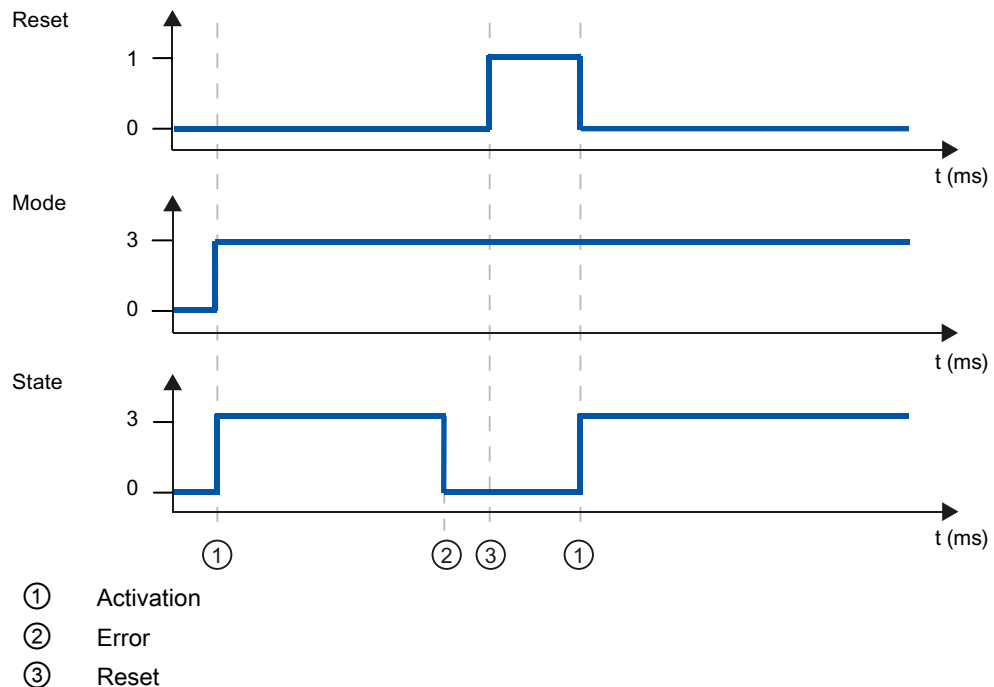 Reset
1
0
t (ms)
Mode
3
0
t (ms)
State
3
0
t (ms)
① ② ③ ①
① Activation
② Error
③ Reset